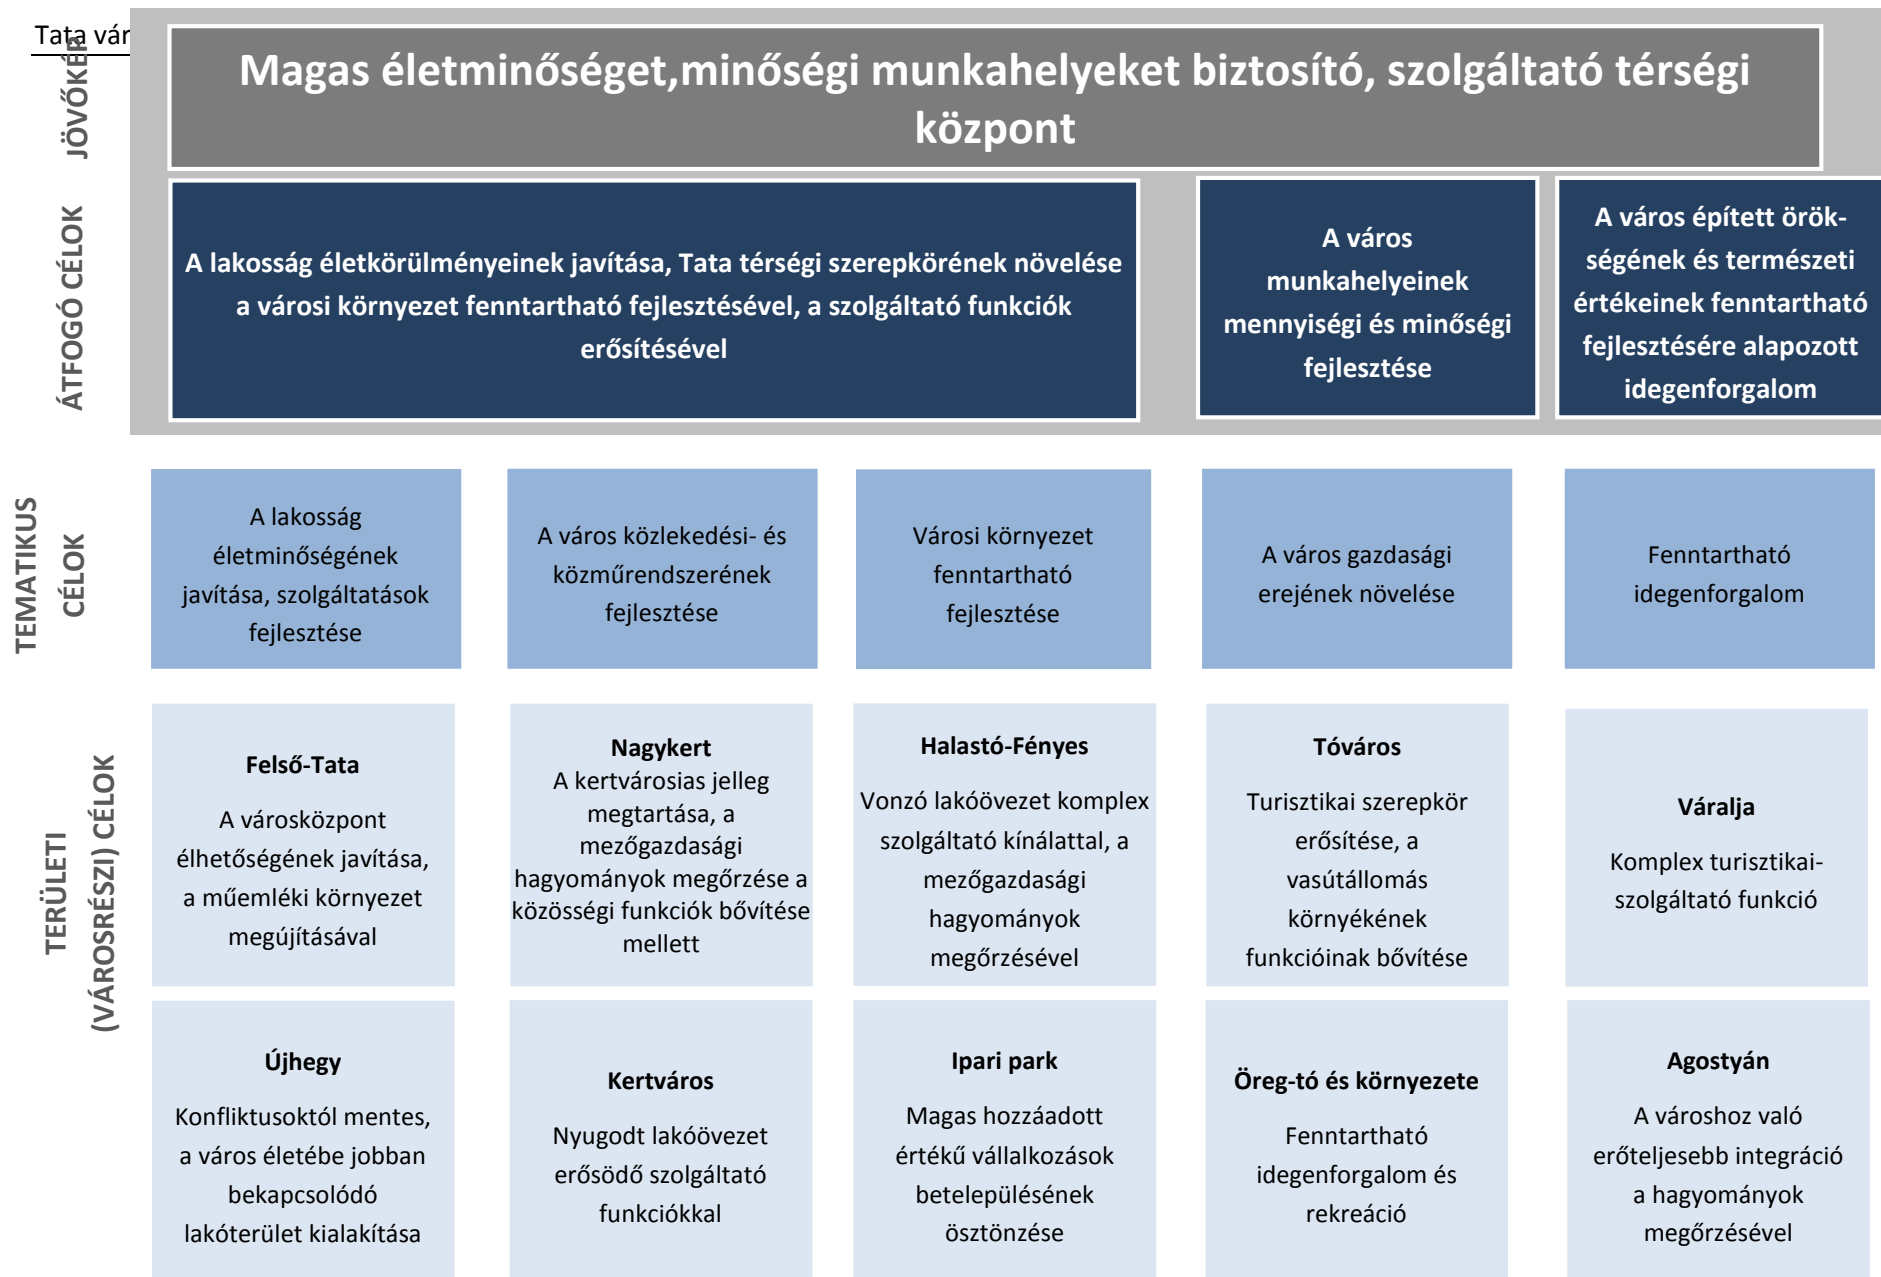 Tata vár
JÖVŐKÉP
Magas életminőséget,minőségi munkahelyeket biztosító, szolgáltató térségi
központ
ÁTFOGÓ CÉLOK
A lakosság életkörülményeinek javítása, Tata térségi szerepkörének növelése
a városi környezet fenntartható fejlesztésével, a szolgáltató funkciók
erősítésével
A város
munkahelyeinek
mennyiségi és minőségi
fejlesztése
A város épített örök-
ségének és természeti
értékeinek fenntartható
fejlesztésére alapozott
idegenforgalom
TEMATIKUS
CÉLOK
A lakosság
életminőségének
javítása, szolgáltatások
fejlesztése
A város közlekedési- és
közműrendszerének
fejlesztése
Városi környezet
fenntartható
fejlesztése
A város gazdasági
erejének növelése
Fenntartható
idegenforgalom
TERÜLETI
(VÁROSRÉSZI) CÉLOK
Felső-Tata
A városközpont
élhetőségének javítása,
a műemléki környezet
megújításával
Nagykert
A kertvárosias jelleg
megtartása, a
mezőgazdasági
hagyományok megőrzése a
közösségi funkciók bővítése
mellett
Halastó-Fényes
Vonzó lakóövezet komplex
szolgáltató kínálattal, a
mezőgazdasági
hagyományok
megőrzésével
Tóváros
Turisztikai szerepkör
erősítése, a
vasútállomás
környékének
funkcióinak bővítése
Váralja
Komplex turisztikai-
szolgáltató funkció
Újhegy
Konfliktusoktól mentes,
a város életébe jobban
bekapcsolódó
lakóterület kialakítása
Kertváros
Nyugodt lakóövezet
erősödő szolgáltató
funkciókkal
Ipari park
Magas hozzáadott
értékű vállalkozások
betelepülésének
ösztönzése
Öreg-tó és környezete
Fenntartható
idegenforgalom és
rekreáció
Agostyán
A városhoz való
erőteljesebb integráció
a hagyományok
megőrzésével